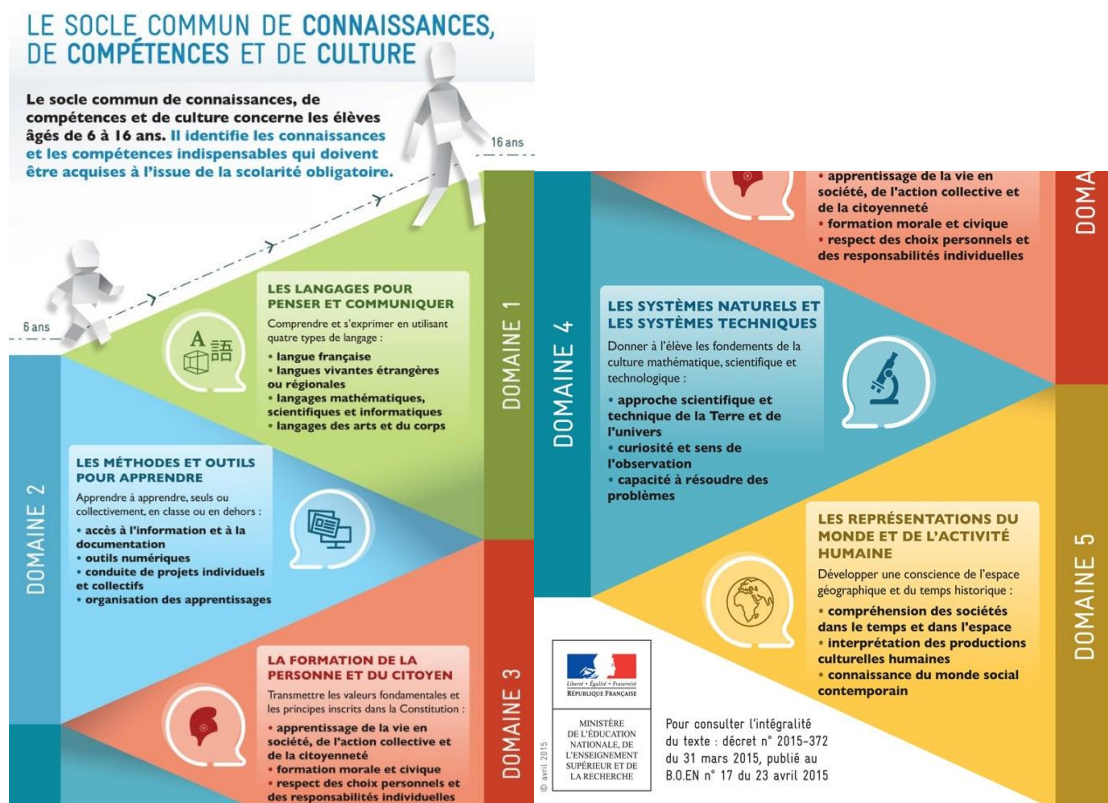 LE SOCLE COMMUN DE CONNAISSANCES,
DE COMPÉTENCES ET DE CULTURE
Le socle commun de connaissances, de
compétences et de culture concerne les élèves
âgés de 6 à 16 ans. Il identifie les connaissances
et les compétences indispensables qui doivent
être acquises à l'issue de la scolarité obligatoire.
16 ans
6 ans
LES LANGAGES POUR
PENSER ET COMMUNIQUER
Comprendre et s'exprimer en utilisant
quatre types de langage :
• langue française
• langues vivantes étrangères
ou régionales
• langages mathématiques,
scientifiques et informatiques
• langages des arts et du corps
A 語
DOMAINE 1
DOMAINE 2
LES MÉTHODES ET OUTILS
POUR APPRENDRE
Apprendre à apprendre, seuls ou
collectivement, en classe ou en dehors :
• accès à l'information et à la
documentation
• outils numériques
• conduite de projets individuels
et collectifs
• organisation des apprentissages
LA FORMATION DE LA
PERSONNE ET DU CITOYEN
Transmettre les valeurs fondamentales et
les principes inscrits dans la Constitution :
• apprentissage de la vie en
société, de l'action collective et
de la citoyenneté
• formation morale et civique
• respect des choix personnels et
des responsabilités individuelles
DOMAINE 3
• apprentissage de la vie en
société, de l'action collective et
de la citoyenneté
• formation morale et civique
• respect des choix personnels et
des responsabilités individuelles
DOMA
DOMAINE 4
LES SYSTÈMES NATURELS ET
LES SYSTÈMES TECHNIQUES
Donner à l'élève les fondements de la
culture mathématique, scientifique et
technologique :
• approche scientifique et
technique de la Terre et de
l'univers
• curiosité et sens de
l'observation
• capacité à résoudre des
problèmes
LES REPRÉSENTATIONS DU
MONDE ET DE L'ACTIVITÉ
HUMAINE
Développer une conscience de l'espace
géographique et du temps historique :
• compréhension des sociétés
dans le temps et dans l'espace
• interprétation des productions
culturelles humaines
• connaissance du monde social
contemporain
DOMAINE 5
Liberté • Égalité • Fraternité
RÉPUBLIQUE FRANÇAISE
MINISTÈRE
DE L'ÉDUCATION
NATIONALE, DE
L'ENSEIGNEMENT
SUPÉRIEUR ET DE
LA RECHERCHE
© avril 2015
Pour consulter l'intégralité
du texte : décret n° 2015-372
du 31 mars 2015, publié au
B.O.EN n° 17 du 23 avril 2015